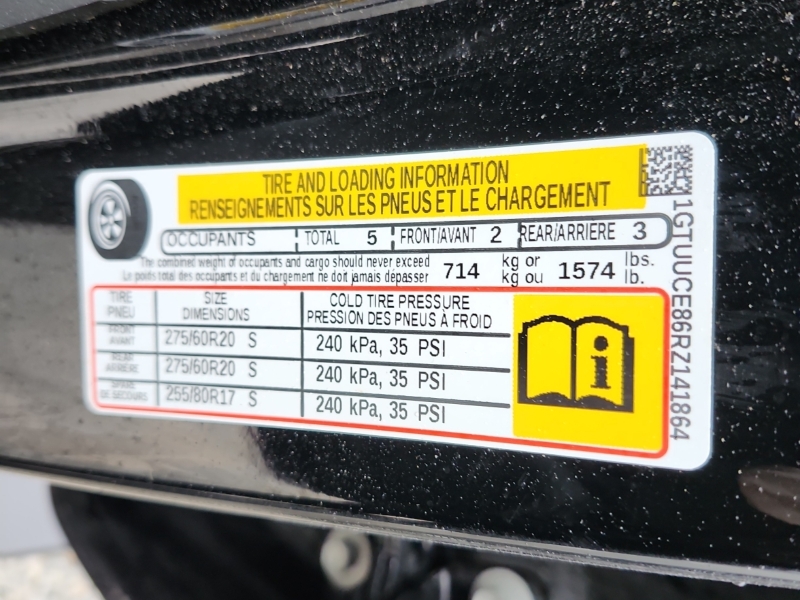 TIRE AND LOADING INFORMATION
RENSEIGNEMENTS SUR LES PNEUS ET LE CHARGEMENT
OCCUPANTS TOTAL 5 FRONT/AVANT 2 REAR/ARRIÈRE 3
The combined weight of occupants and cargo should never exceed 714 kg or 1574 lbs.
Le poids total des occupants et du chargement ne doit jamais dépasser kg ou lb.
TIRE SIZE COLD TIRE PRESSURE
PNEU DIMENSIONS PRESSION DES PNEUS À FROID
FRONT
AVANT 275/60R20 S 240 kPa, 35 PSI
REAR
ARRIÈRE 275/60R20 S 240 kPa, 35 PSI
SPARE
DE SECOURS 255/80R17 S 240 kPa, 35 PSI
1GTUUCE86RZ141864